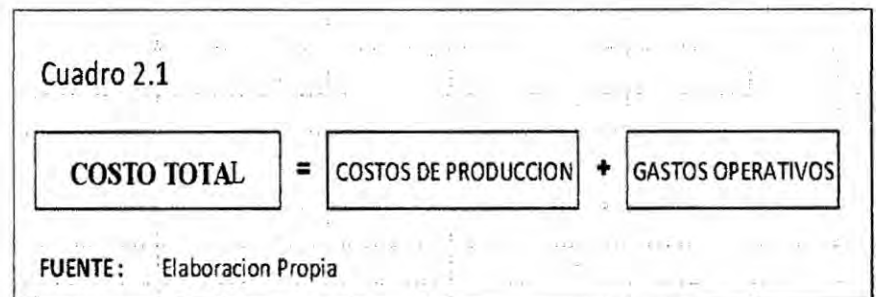 Cuadro 2.1
COSTO TOTAL = COSTOS DE PRODUCCION + GASTOS OPERATIVOS
FUENTE: Elaboracion Propia